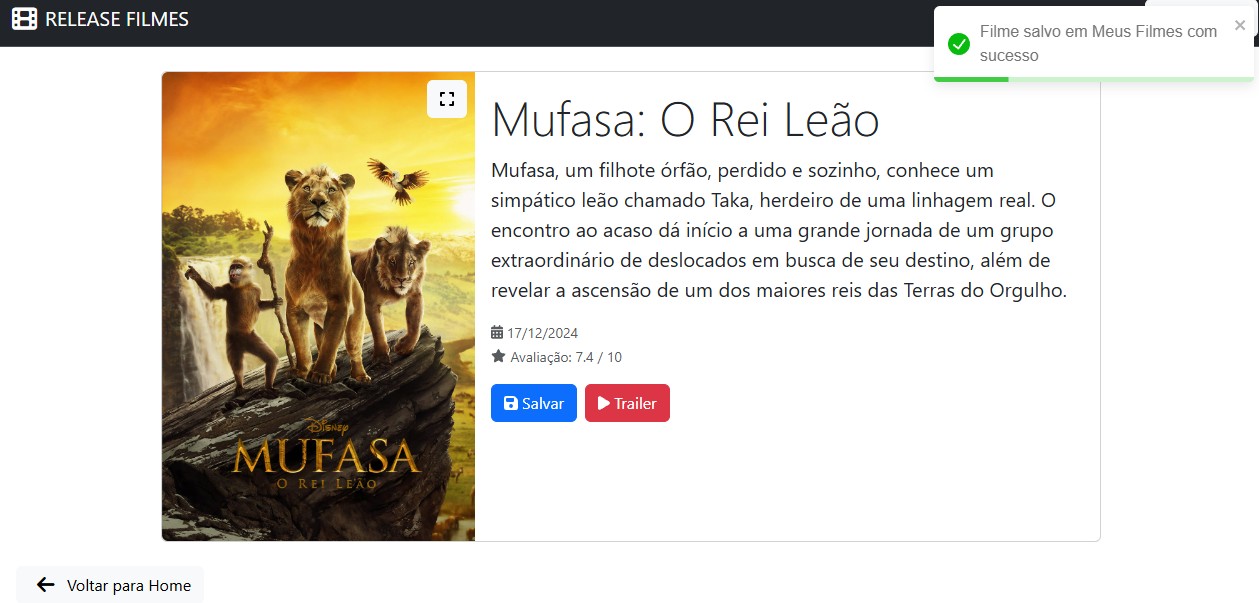 RELEASE FILMES
Filme salvo em Meus Filmes com
sucesso
Mufasa: O Rei Leão
Mufasa, um filhote órfão, perdido e sozinho, conhece um
simpático leão chamado Taka, herdeiro de uma linhagem real. O
encontro ao acaso dá início a uma grande jornada de um grupo
extraordinário de deslocados em busca de seu destino, além de
revelar a ascensão de um dos maiores reis das Terras do Orgulho.
17/12/2024
Avaliação: 7.4 / 10
Salvar
Trailer
DISNEY
MUFASA
O REI LEÃO
Voltar para Home